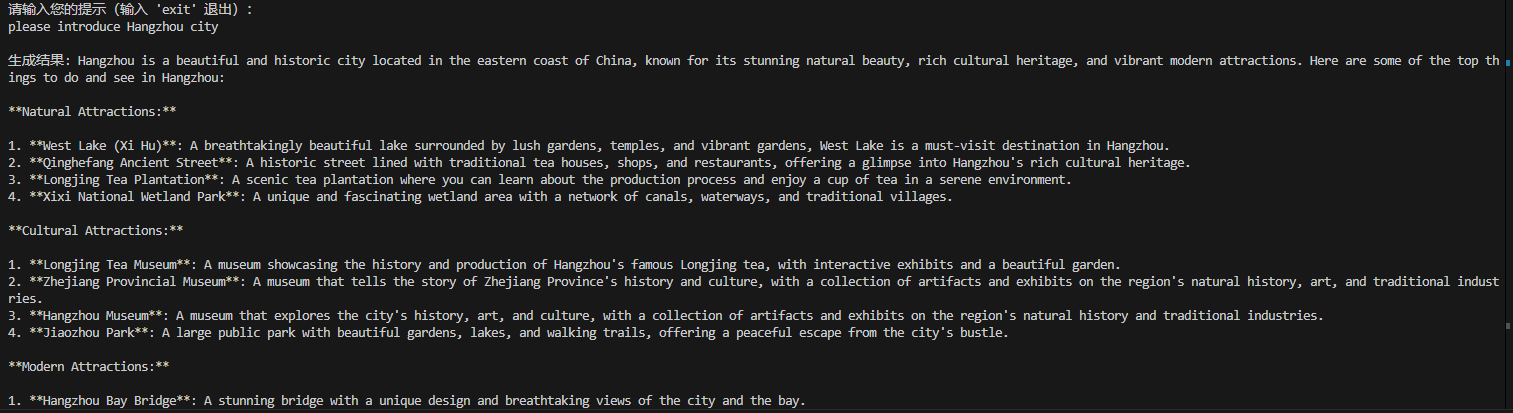 请输入您的提示 (输入 'exit' 退出) :
please introduce Hangzhou city
生成结果: Hangzhou is a beautiful and historic city located in the eastern coast of China, known for its stunning natural beauty, rich cultural heritage, and vibrant modern attractions. Here are some of the top th
ings to do and see in Hangzhou:
**Natural Attractions:**
1. **West Lake (Xi Hu)**: A breathtakingly beautiful lake surrounded by lush gardens, temples, and vibrant gardens, West Lake is a must-visit destination in Hangzhou.
2. **Qinghefang Ancient Street**: A historic street lined with traditional tea houses, shops, and restaurants, offering a glimpse into Hangzhou's rich cultural heritage.
3. **Longjing Tea Plantation**: A scenic tea plantation where you can learn about the production process and enjoy a cup of tea in a serene environment.
4. **Xixi National Wetland Park**: A unique and fascinating wetland area with a network of canals, waterways, and traditional villages.
**Cultural Attractions:**
1. **Longjing Tea Museum**: A museum showcasing the history and production of Hangzhou's famous Longjing tea, with interactive exhibits and a beautiful garden.
2. **Zhejiang Provincial Museum**: A museum that tells the story of Zhejiang Province's history and culture, with a collection of artifacts and exhibits on the region's natural history, art, and traditional indust
ries.
3. **Hangzhou Museum**: A museum that explores the city's history, art, and culture, with a collection of artifacts and exhibits on the region's natural history and traditional industries.
4. **Jiaozhou Park**: A large public park with beautiful gardens, lakes, and walking trails, offering a peaceful escape from the city's bustle.
**Modern Attractions:**
1. **Hangzhou Bay Bridge**: A stunning bridge with a unique design and breathtaking views of the city and the bay.